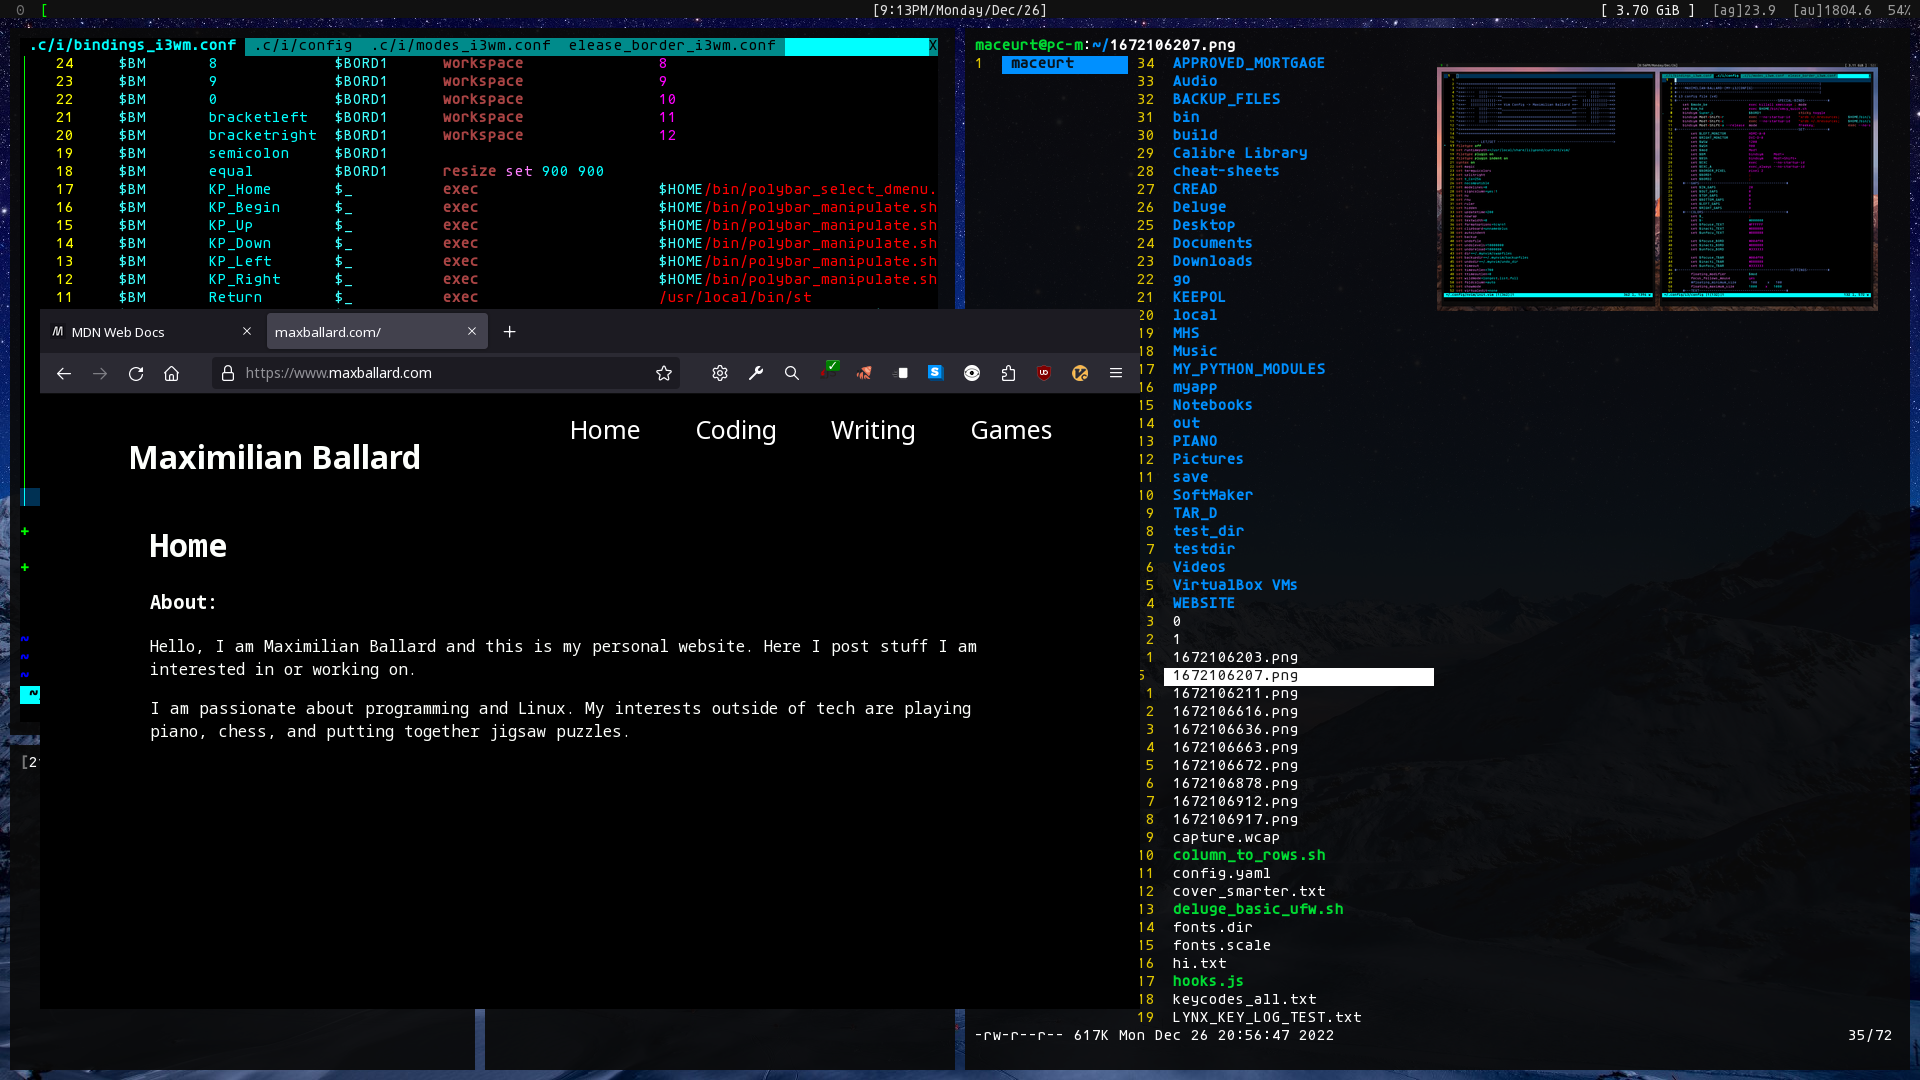 0 [ [9:13PM/Monday/Dec/26] [ 3.70 GiB ] [ag]23.9 [au]1804.6 54%
.c/i/bindings_i3wm.conf .c/i/config .c/i/modes_i3wm.conf elease_border_i3wm.conf X
24 $BM 8 $BORD1 workspace 8
23 $BM 9 $BORD1 workspace 9
22 $BM 0 $BORD1 workspace 10
21 $BM bracketleft $BORD1 workspace 11
20 $BM bracketright $BORD1 workspace 12
19 $BM semicolon $BORD1
18 $BM equal $BORD1 resize set 900 900
17 $BM KP_Home $_ exec $HOME/bin/polybar_select_dmenu.
16 $BM KP_Begin $_ exec $HOME/bin/polybar_manipulate.sh
15 $BM KP_Up $_ exec $HOME/bin/polybar_manipulate.sh
14 $BM KP_Down $_ exec $HOME/bin/polybar_manipulate.sh
13 $BM KP_Left $_ exec $HOME/bin/polybar_manipulate.sh
12 $BM KP_Right $_ exec $HOME/bin/polybar_manipulate.sh
11 $BM Return $_ exec /usr/local/bin/st
+
+
~
~
~
~
[2
MDN Web Docs
maxballard.com/
https://www.maxballard.com
Maximilian Ballard
Home Coding Writing Games
Home
About:
Hello, I am Maximilian Ballard and this is my personal website. Here I post stuff I am
interested in or working on.
I am passionate about programming and Linux. My interests outside of tech are playing
piano, chess, and putting together jigsaw puzzles.
maceurt@pc-m:~/1672106207.png
1 maceurt
34 APPROVED_MORTGAGE
33 Audio
32 BACKUP_FILES
31 bin
30 build
29 Calibre Library
28 cheat-sheets
27 CREAD
26 Deluge
25 Desktop
24 Documents
23 Downloads
22 go
21 KEEPOL
20 local
19 MHS
18 Music
17 MY_PYTHON_MODULES
16 myapp
15 Notebooks
14 out
13 PIANO
12 Pictures
11 save
10 SoftMaker
9 TAR_D
8 test_dir
7 testdir
6 Videos
5 VirtualBox VMs
4 WEBSITE
3 0
2 1
1 1672106203.png
5 1672106207.png
1 1672106211.png
2 1672106616.png
3 1672106636.png
4 1672106663.png
5 1672106672.png
6 1672106878.png
7 1672106912.png
8 1672106917.png
9 capture.wcap
10 column_to_rows.sh
11 config.yaml
12 cover_smarter.txt
13 deluge_basic_ufw.sh
14 fonts.dir
15 fonts.scale
16 hi.txt
17 hooks.js
18 keycodes_all.txt
19 LYNX_KEY_LOG_TEST.txt
-rw-r--r-- 617K Mon Dec 26 20:56:47 2022 35/72